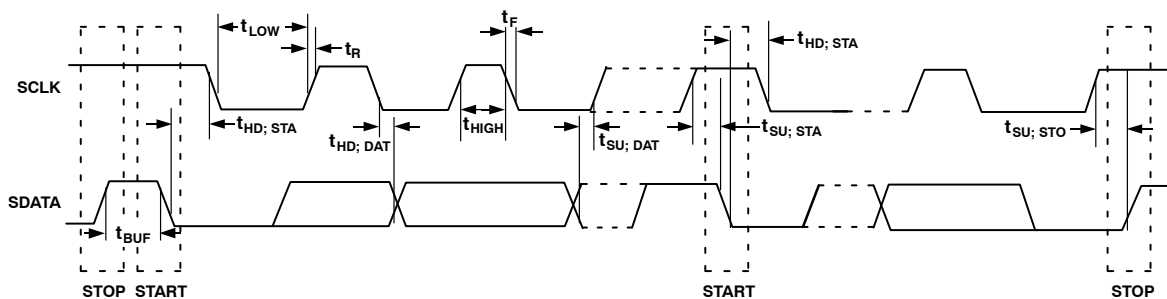 tLOW
tR
tF
tHD; STA
SCLK
tHD; STA
tHD; DAT
tHIGH
tSU; DAT
tSU; STA
tSU; STO
SDATA
tBUF
STOP
START
START
STOP